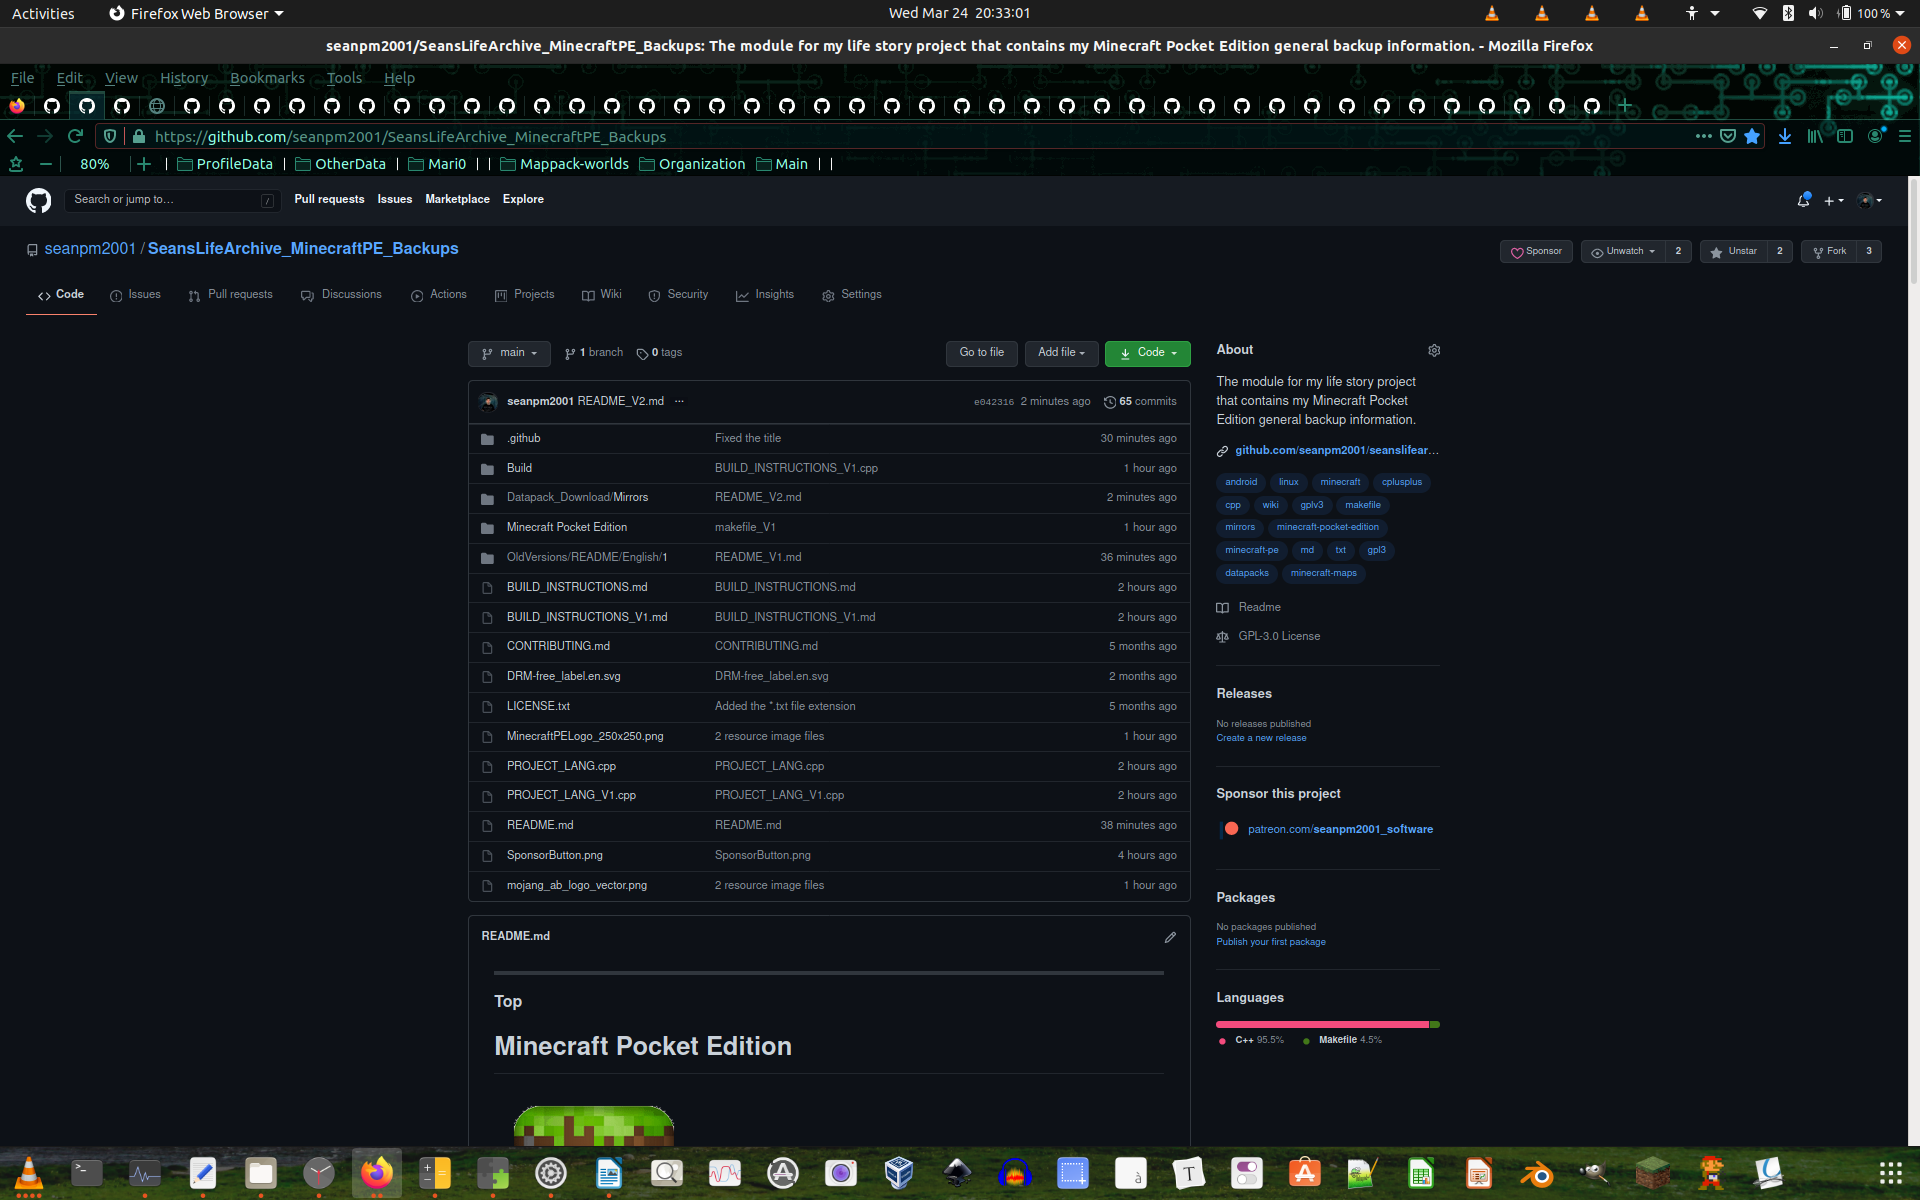 Activities Firefox Web Browser Wed Mar 24 20:33:01 100 %
seanpm2001/SeansLifeArchive_MinecraftPE_Backups: The module for my life story project that contains my Minecraft Pocket Edition general backup information. - Mozilla Firefox
File Edit View History Bookmarks Tools Help
https://github.com/seanpm2001/SeansLifeArchive_MinecraftPE_Backups
80% | ProfileData | OtherData | Mari0 | | Mappack-worlds Organization Main | |
Search or jump to… / Pull requests Issues Marketplace Explore
seanpm2001 / SeansLifeArchive_MinecraftPE_Backups Sponsor Unwatch 2 Unstar 2 Fork 3
Code Issues Pull requests Discussions Actions Projects Wiki Security Insights Settings
main 1 branch 0 tags Go to file Add file Code
seanpm2001 README_V2.md ... e042316 2 minutes ago 65 commits
.github Fixed the title 30 minutes ago
Build BUILD_INSTRUCTIONS_V1.cpp 1 hour ago
Datapack_Download/Mirrors README_V2.md 2 minutes ago
Minecraft Pocket Edition makefile_V1 1 hour ago
OldVersions/README/English/1 README_V1.md 36 minutes ago
BUILD_INSTRUCTIONS.md BUILD_INSTRUCTIONS.md 2 hours ago
BUILD_INSTRUCTIONS_V1.md BUILD_INSTRUCTIONS_V1.md 2 hours ago
CONTRIBUTING.md CONTRIBUTING.md 5 months ago
DRM-free_label.en.svg DRM-free_label.en.svg 2 months ago
LICENSE.txt Added the *.txt file extension 5 months ago
MinecraftPELogo_250x250.png 2 resource image files 1 hour ago
PROJECT_LANG.cpp PROJECT_LANG.cpp 2 hours ago
PROJECT_LANG_V1.cpp PROJECT_LANG_V1.cpp 2 hours ago
README.md README.md 38 minutes ago
SponsorButton.png SponsorButton.png 4 hours ago
mojang_ab_logo_vector.png 2 resource image files 1 hour ago
README.md
Top
Minecraft Pocket Edition
About
The module for my life story project
that contains my Minecraft Pocket
Edition general backup information.
github.com/seanpm2001/seanslifear…
android linux minecraft cplusplus
cpp wiki gplv3 makefile
mirrors minecraft-pocket-edition
minecraft-pe md txt gpl3
datapacks minecraft-maps
Readme
GPL-3.0 License
Releases
No releases published
Create a new release
Sponsor this project
patreon.com/seanpm2001_software
Packages
No packages published
Publish your first package
Languages
C++ 95.5% Makefile 4.5%